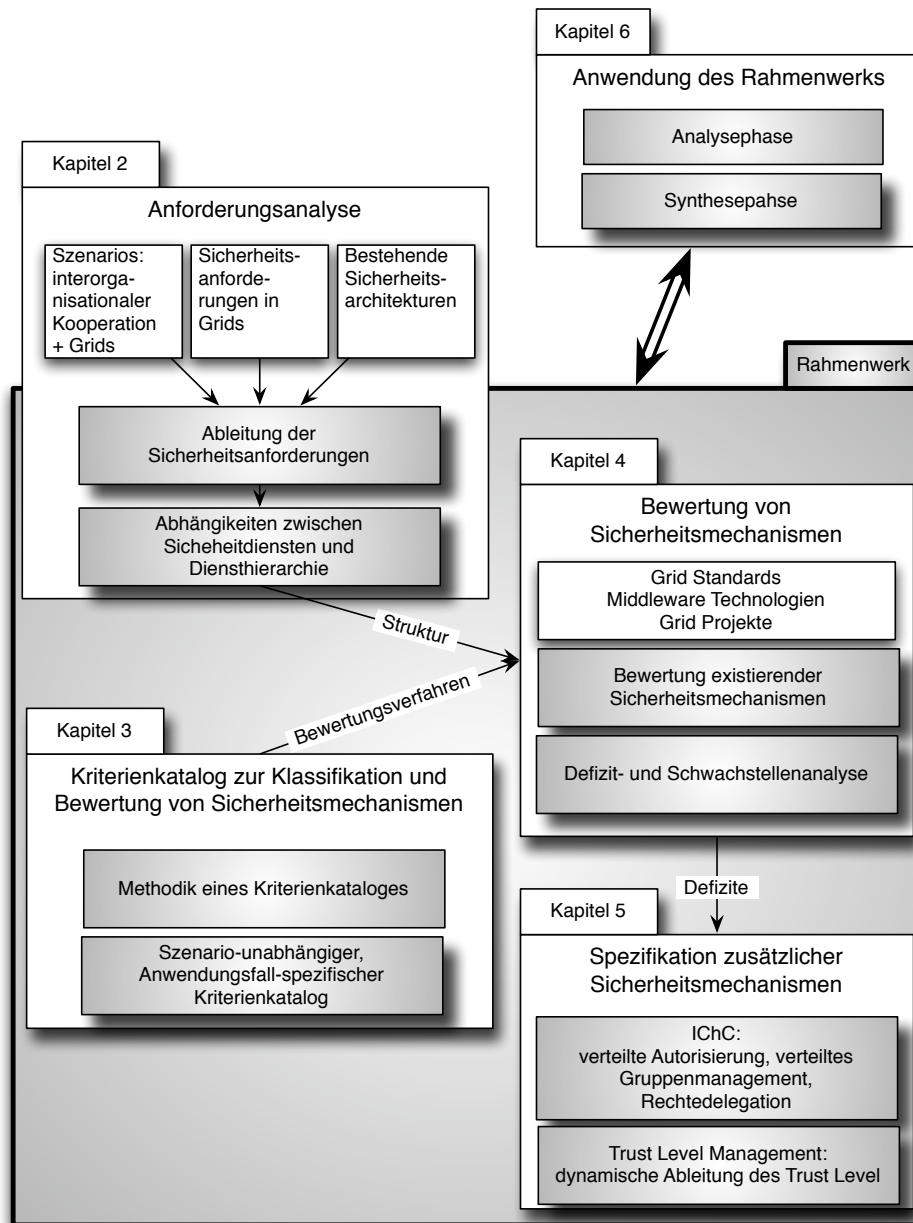 Kapitel 6
Anwendung des Rahmenwerks
Analysephase
Synthesepahse
Kapitel 2
Anforderungsanalyse
Szenarios:
interorga-
nisationaler
Kooperation
+ Grids
Sicherheits-
anforde-
rungen in
Grids
Bestehende
Sicherheits-
architekturen
Ableitung der
Sicherheitsanforderungen
Abhängikeiten zwischen
Sicheheitdiensten und
Diensthierarchie
Rahmenwerk
Struktur
Bewertungsverfahren
Kapitel 3
Kriterienkatalog zur Klassifikation und
Bewertung von Sicherheitsmechanismen
Methodik eines Kriterienkataloges
Szenario-unabhängiger,
Anwendungsfall-spezifischer
Kriterienkatalog
Kapitel 4
Bewertung von
Sicherheitsmechanismen
Grid Standards
Middleware Technologien
Grid Projekte
Bewertung existierender
Sicherheitsmechanismen
Defizit- und Schwachstellenanalyse
Defizite
Kapitel 5
Spezifikation zusätzlicher
Sicherheitsmechanismen
IChC:
verteilte Autorisierung, verteiltes
Gruppenmanagement,
Rechtedelegation
Trust Level Management:
dynamische Ableitung des Trust Level